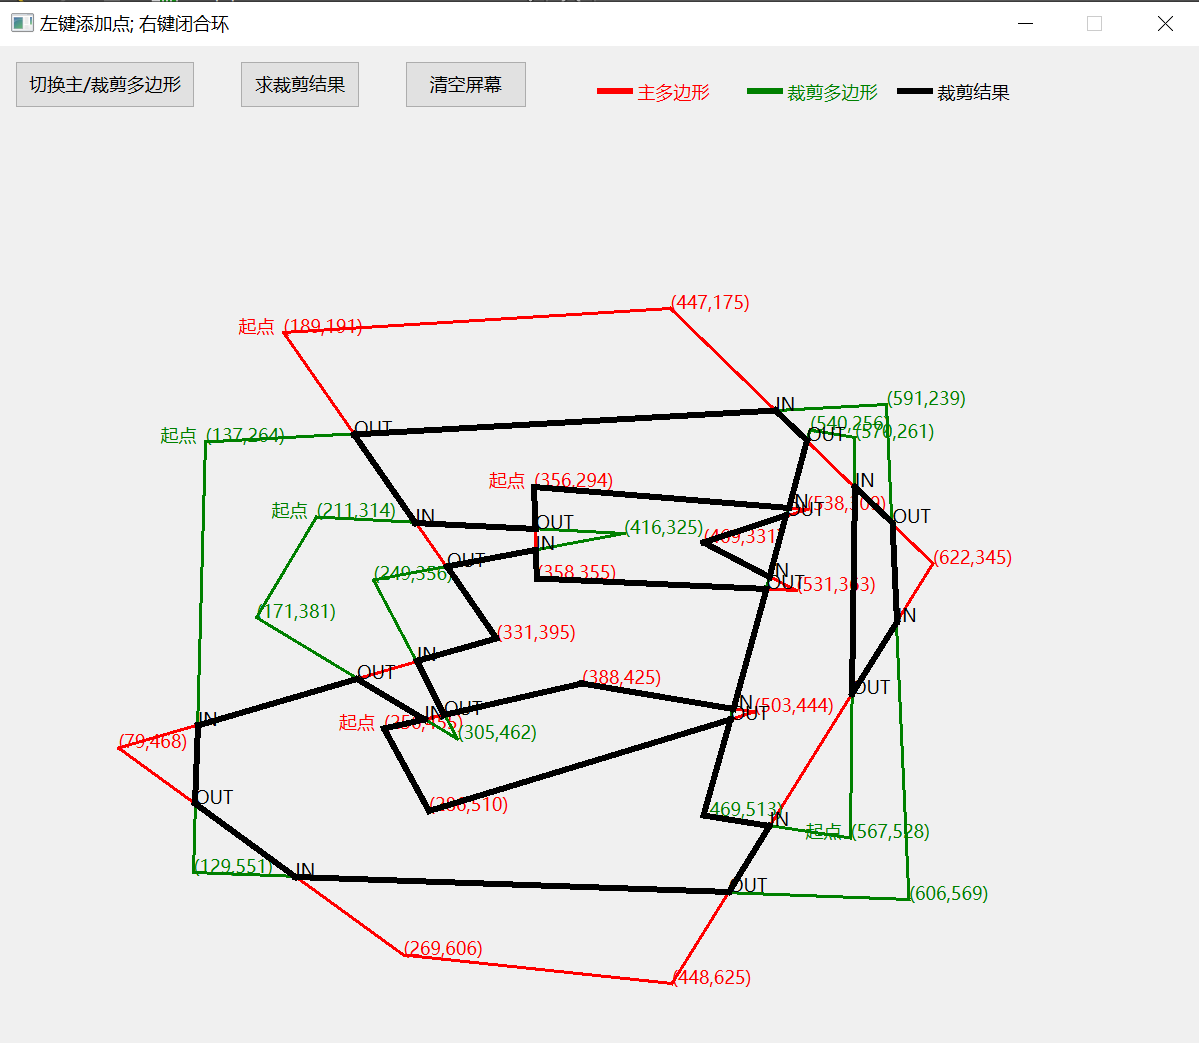 左键添加点; 右键闭合环
切换主/裁剪多边形 求裁剪结果 清空屏幕 主多边形 裁剪多边形 裁剪结果
(447,175)
起点 (189,191)
(591,239)
IN
(540,256)
OUT
起点 (137,264) OUT (570,261)
起点 (356,294) IN
(538,309)
起点 (211,314) IN OUT OUT
OUT (416,325)
(469,331)
IN
OUT (622,345)
(249,356) (358,355) IN
OUT (531,363)
(171,381) IN
(331,395)
IN
OUT (388,425) OUT
IN OUT IN (503,444)
起点 (256,455) OUT
IN (305,462)
(79,468)
OUT (286,510) (469,513) IN
起点 (567,528)
(129,551) IN OUT
(606,569)
(269,606)
(448,625)